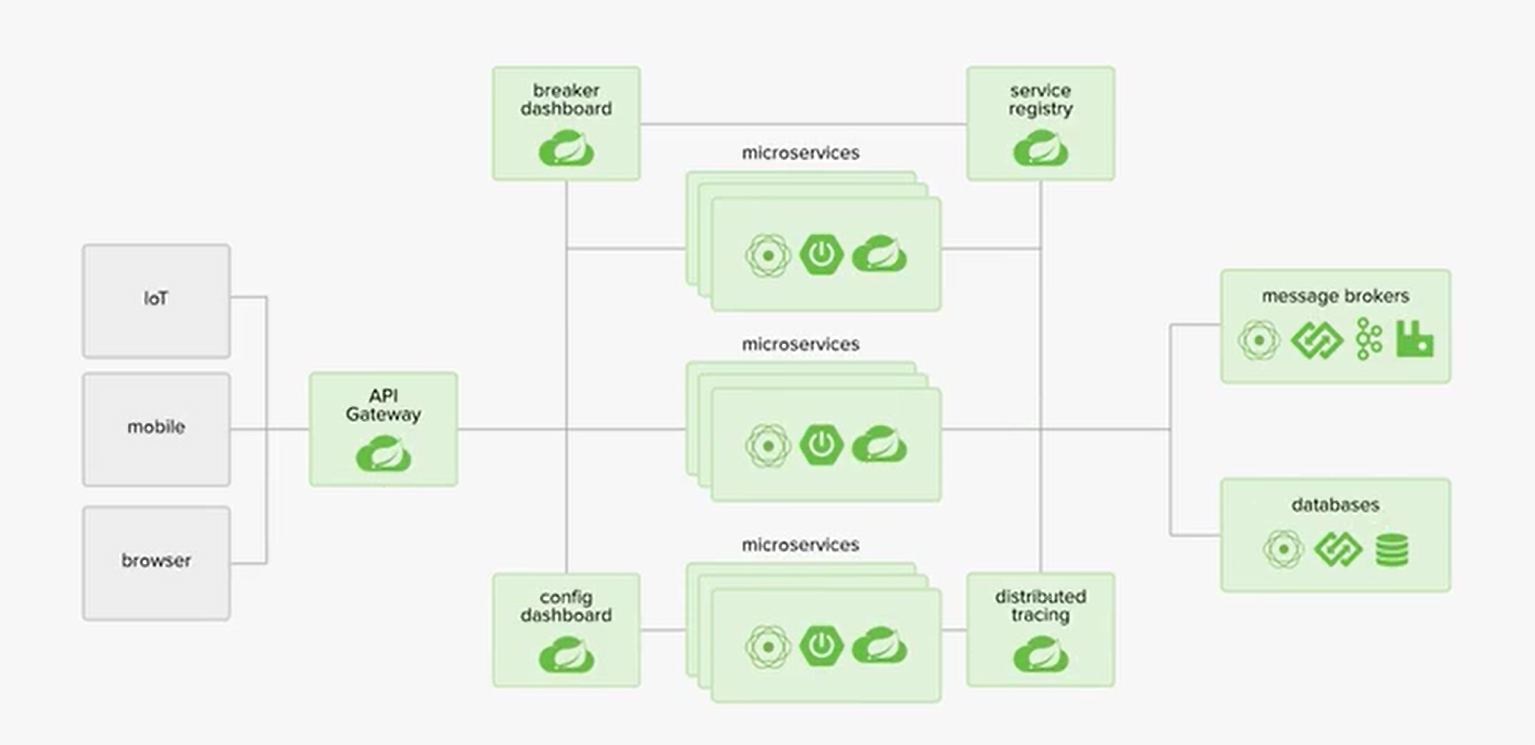 breaker
dashboard
service
registry
microservices
IoT
mobile
browser
API
Gateway
microservices
message brokers
databases
microservices
config
dashboard
distributed
tracing